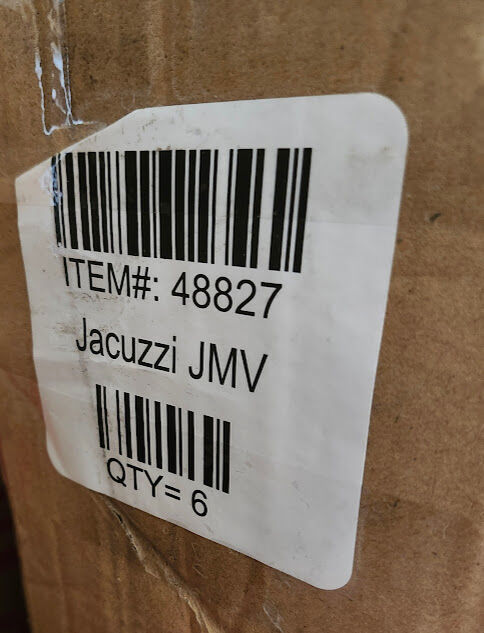 ITEM#: 48827
Jacuzzi JMV
QTY= 6